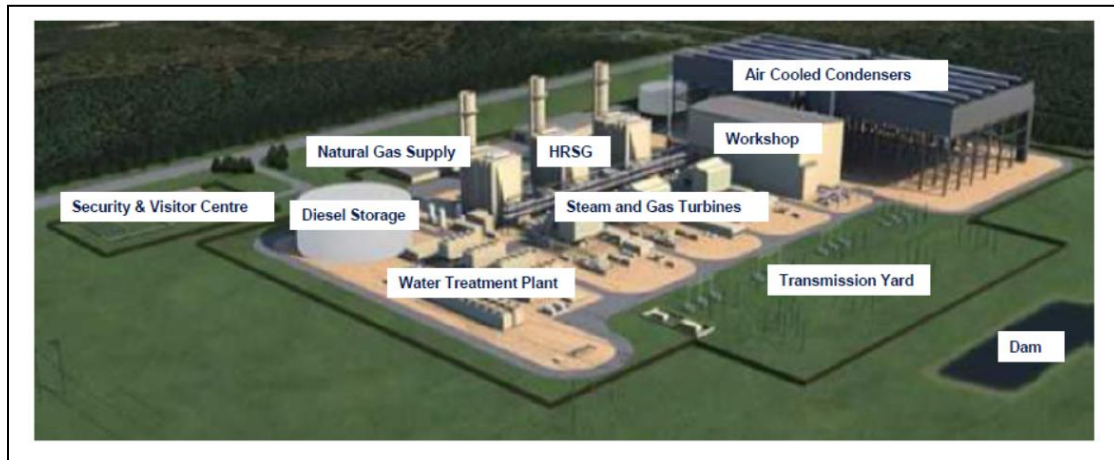 Air Cooled Condensers
Natural Gas Supply
HRSG
Workshop
Security & Visitor Centre
Diesel Storage
Steam and Gas Turbines
Water Treatment Plant
Transmission Yard
Dam